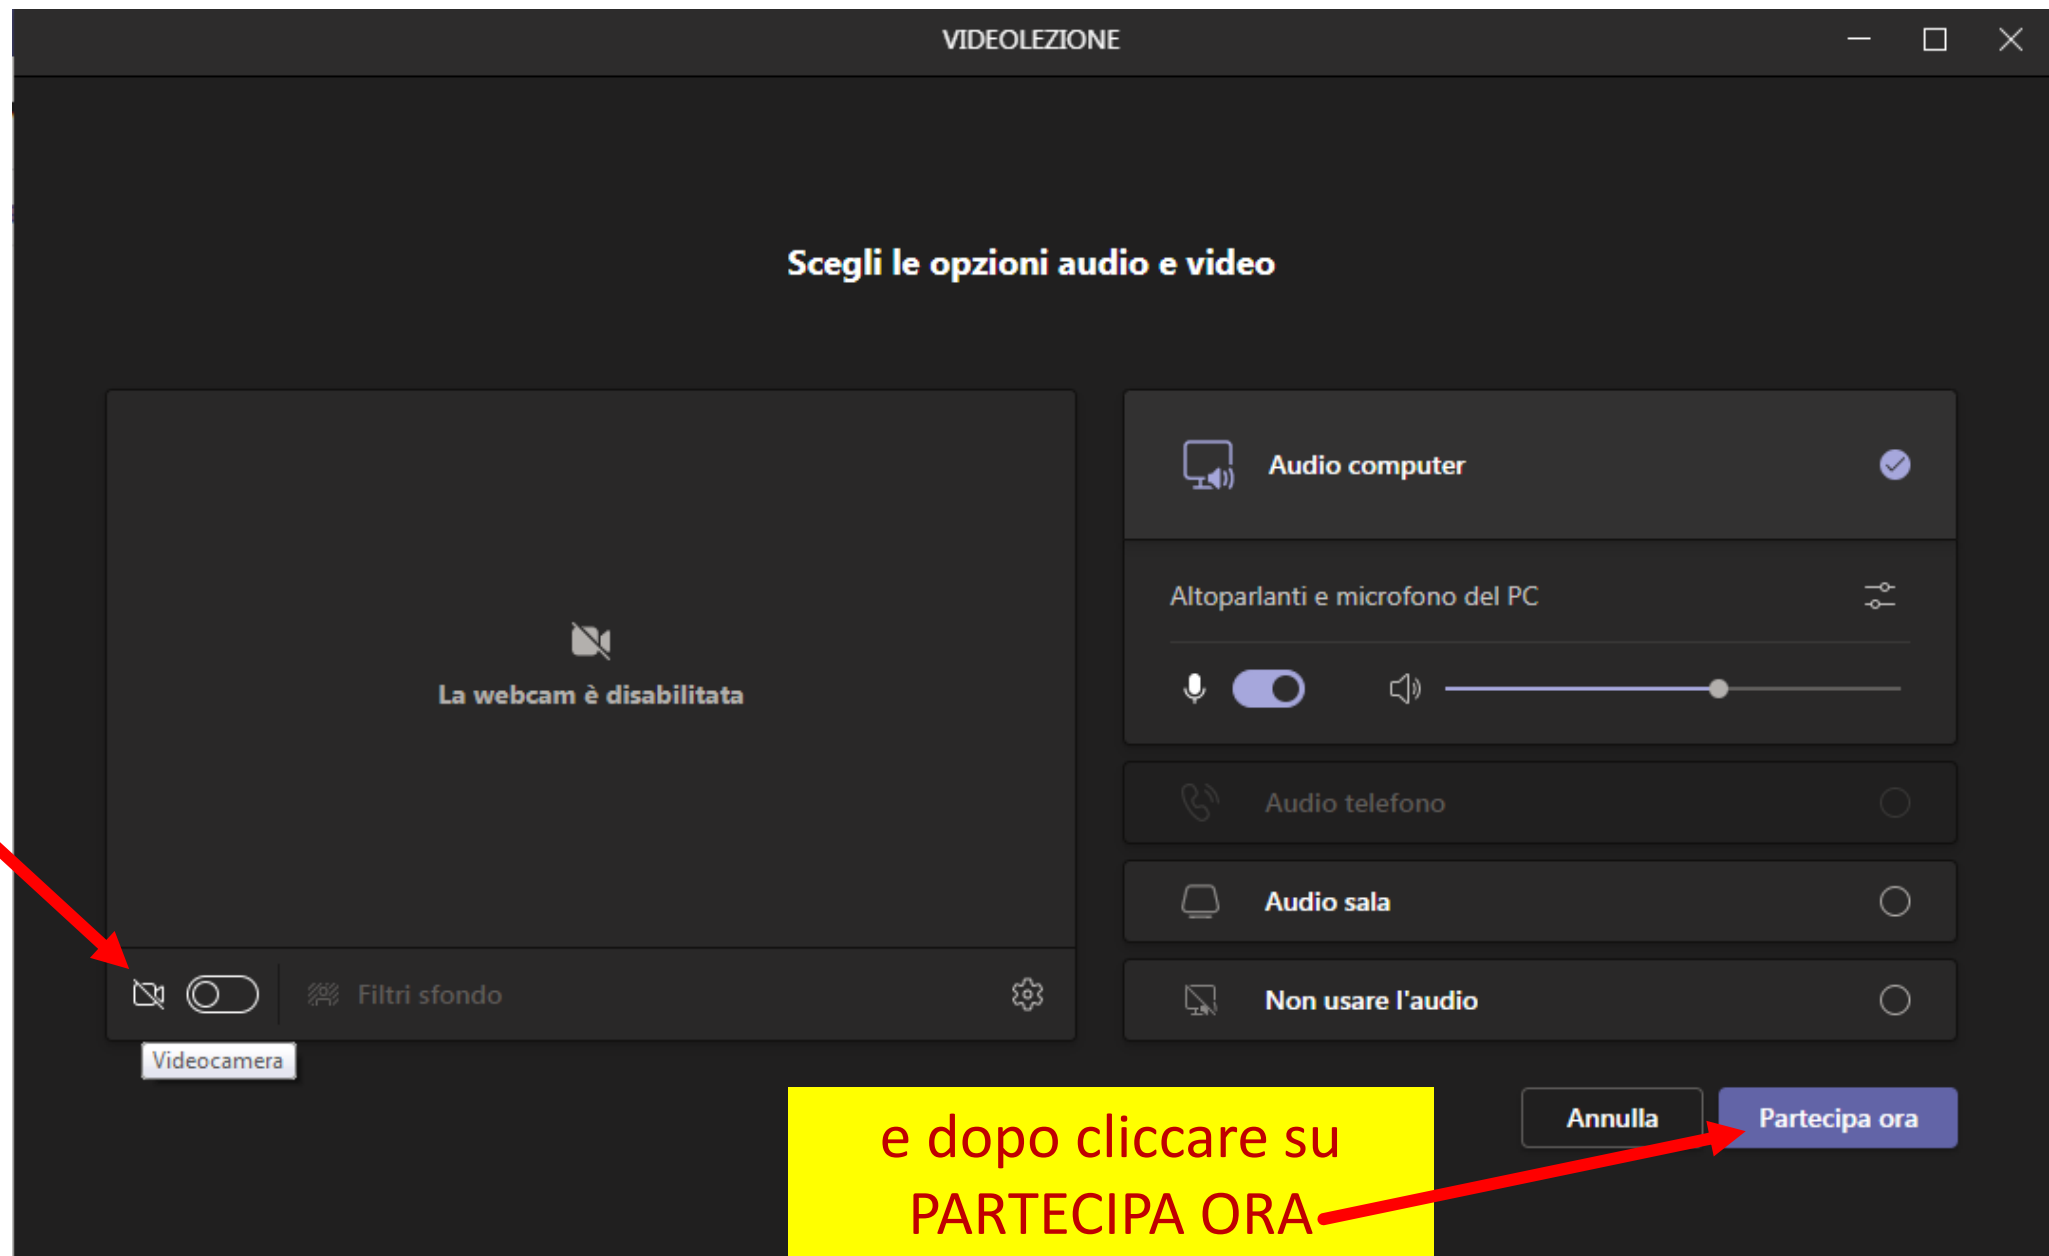 VIDEOLEZIONE
Scegli le opzioni audio e video
La webcam è disabilitata
Filtri sfondo
Videocamera
Audio computer
Altoparlanti e microfono del PC
Audio telefono
Audio sala
Non usare l'audio
Annulla
Partecipa ora
e dopo cliccare su
PARTECIPA ORA